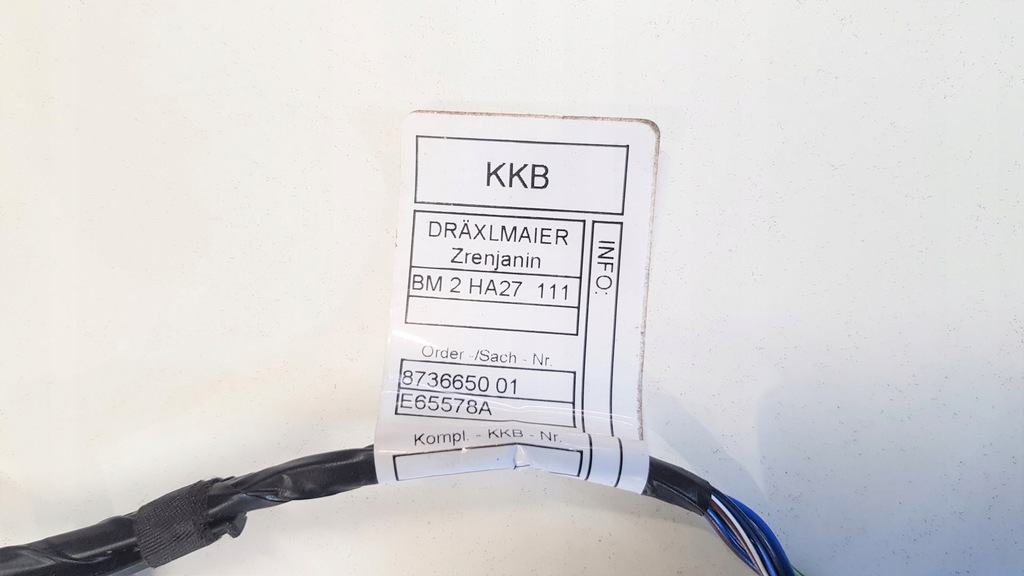 KKB
DRÄXLMAIER
Zrenjanin
BM 2 HA27 111
INFO:
Order -/Sach - Nr.
8736650 01
E65578A
Kompl. - KKB - Nr.